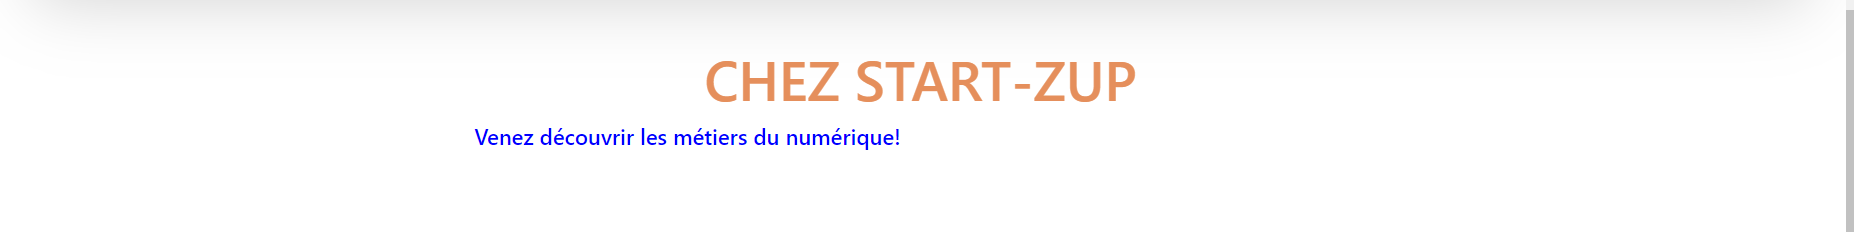 CHEZ START-ZUP
Venez découvrir les métiers du numérique!